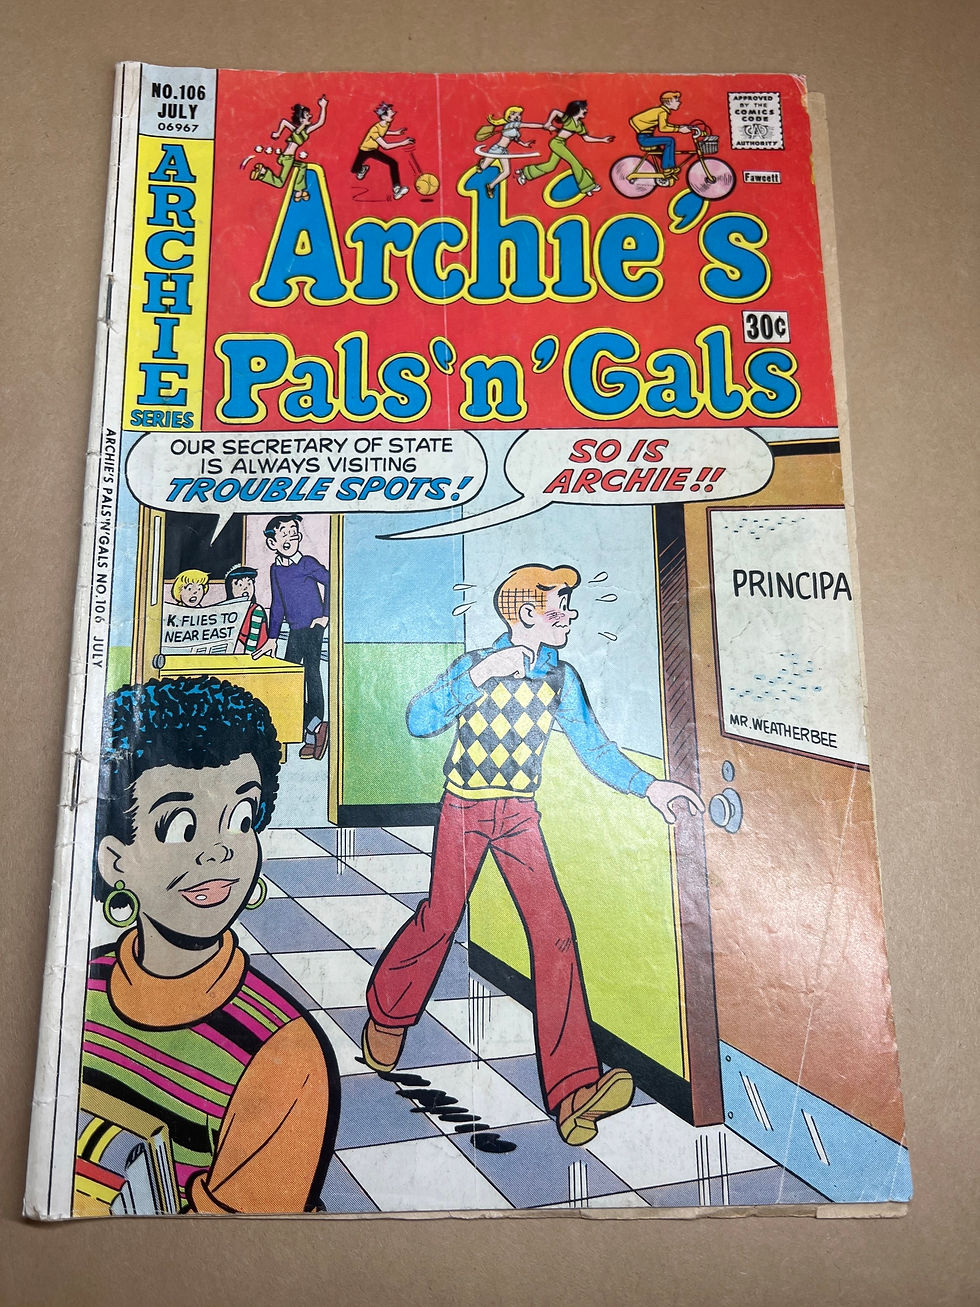 NO.106
JULY
06967
ARCHIE
SERIES
APPROVED
BY THE
COMICS
CODE
CA
AUTHORITY
Fawcett
Archie's
30¢
Pals 'n' Gals
OUR SECRETARY OF STATE
IS ALWAYS VISITING
TROUBLE SPOTS!
SO IS
ARCHIE!!
K. FLIES TO
NEAR EAST
PRINCIPA
MR. WEATHERBEE
ARCHIE'S PALS'N'GALS NO.106 JULY